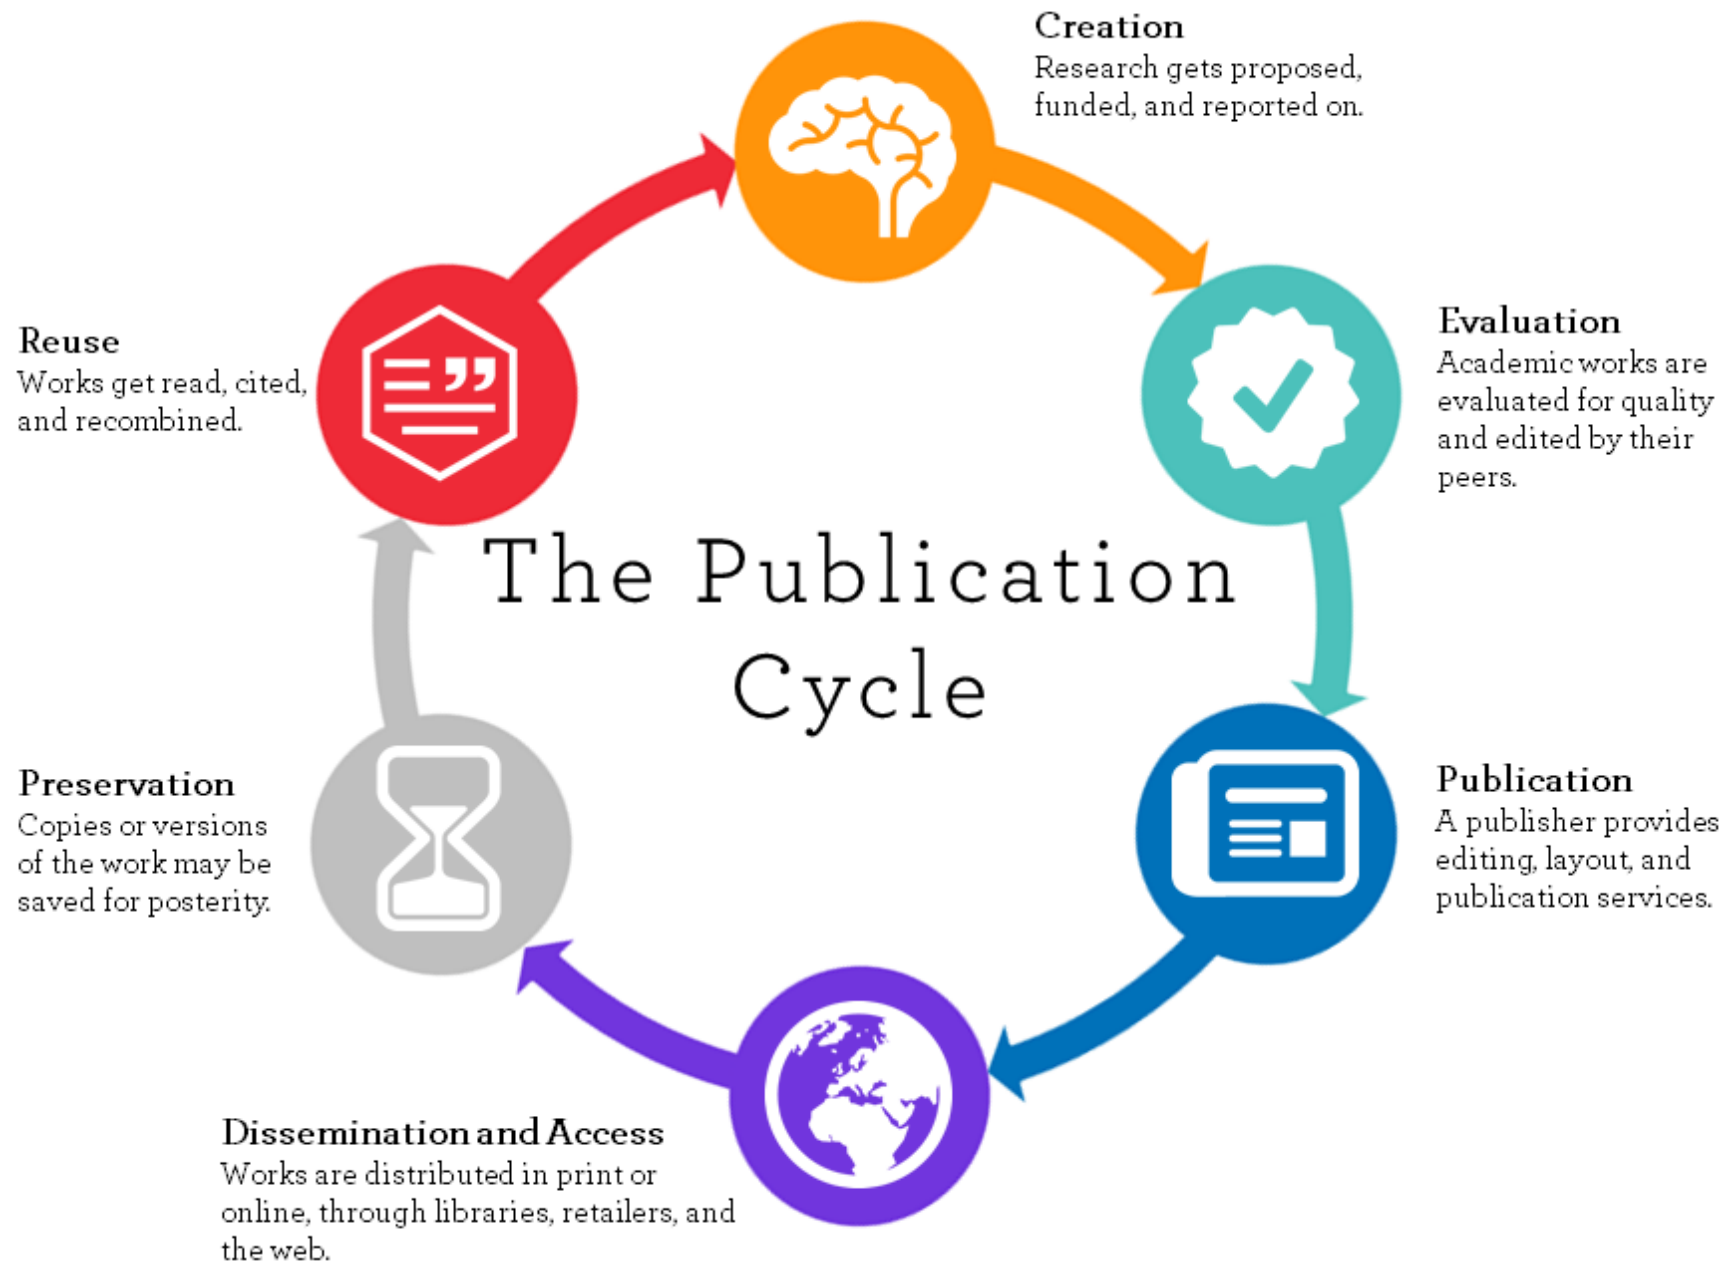 Creation
Research gets proposed,
funded, and reported on.
Evaluation
Academic works are
evaluated for quality
and edited by their
peers.
Publication
A publisher provides
editing, layout, and
publication services.
Dissemination and Access
Works are distributed in print or
online, through libraries, retailers, and
the web.
Preservation
Copies or versions
of the work may be
saved for posterity.
Reuse
Works get read, cited,
and recombined.
The Publication
Cycle